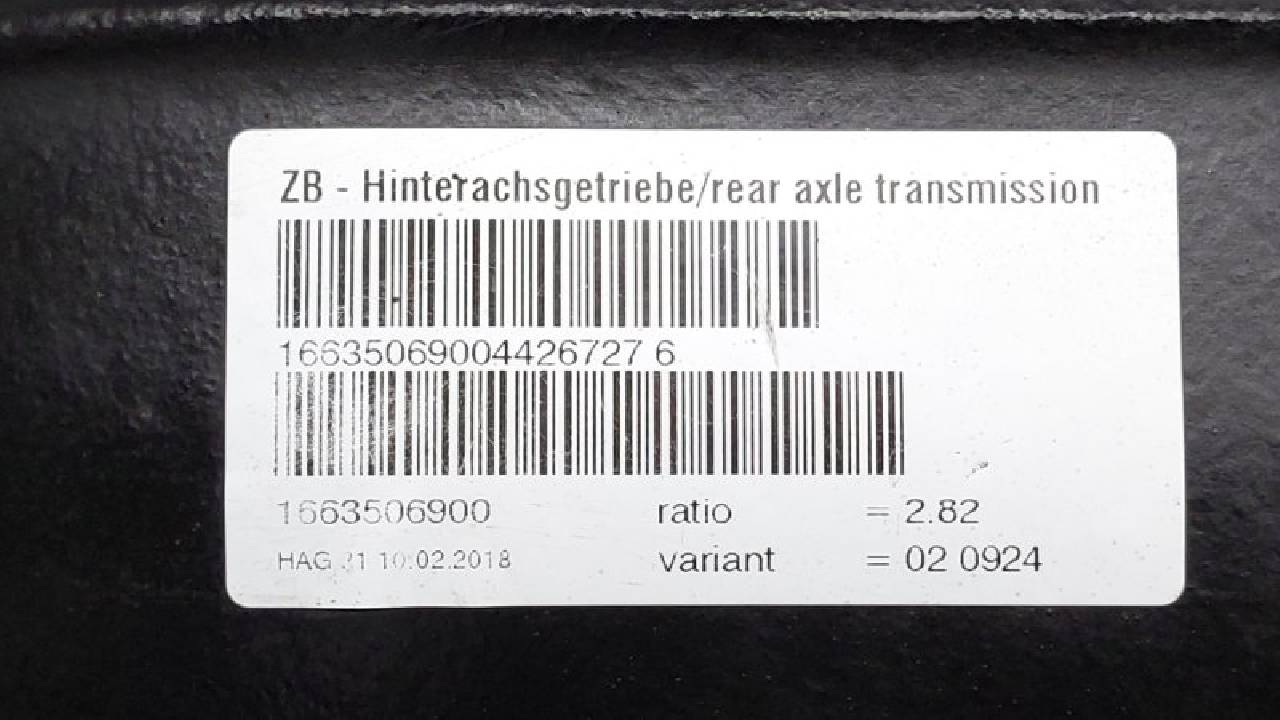 ZB - Hinterachsgetriebe/rear axle transmission
16635069004426727 6
1663506900 ratio = 2.82
HAG 10.02.2018 variant = 02 0924